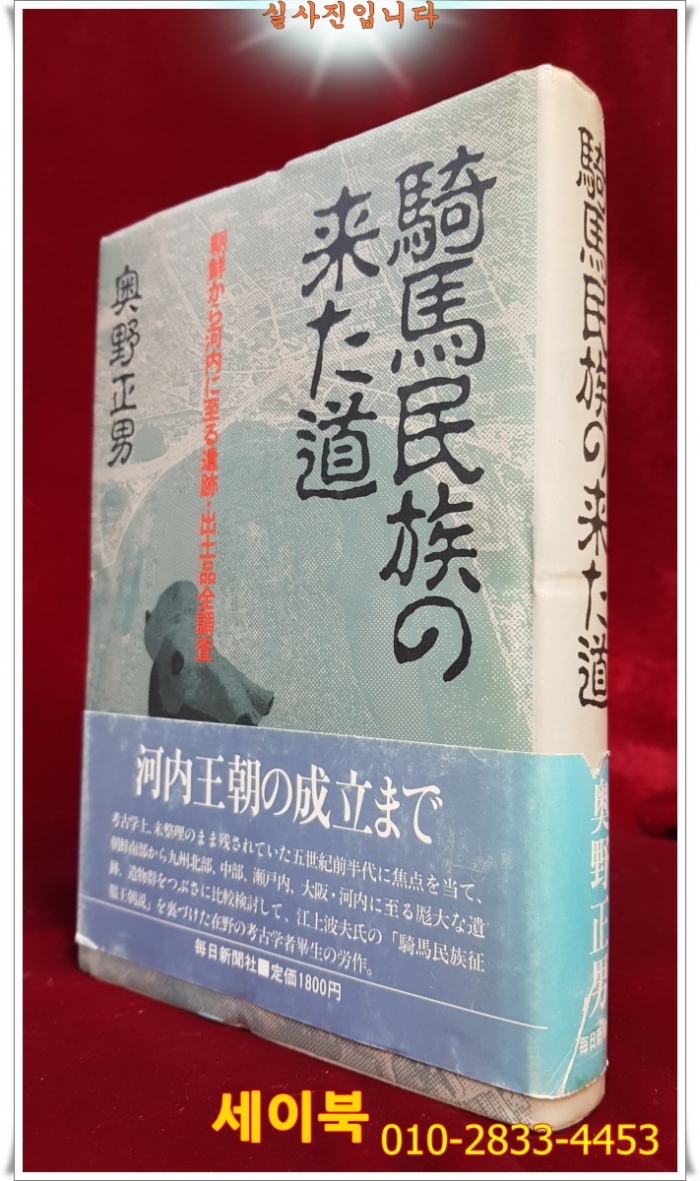 실사진입니다
騎馬民族の
来た道
朝鮮から河内に至る遺跡・出土品全調査
奥野正男
騎馬民族の来た道
奥野正男
毎日新
河内王朝の成立まで
考古学上、未整理のまま残されていた五世紀前半代に焦点を当て、
朝鮮南部から九州北部、中部、瀬戸内、大阪・河内に至る彪大な遺
跡、遺物群をつぶさに比較検討して、江上波夫氏の「騎馬民族征
服王朝説」を裏づけた在野の考古学者畢生の労作。
毎日新聞社■定価1800円
세이북 010-2833-4453